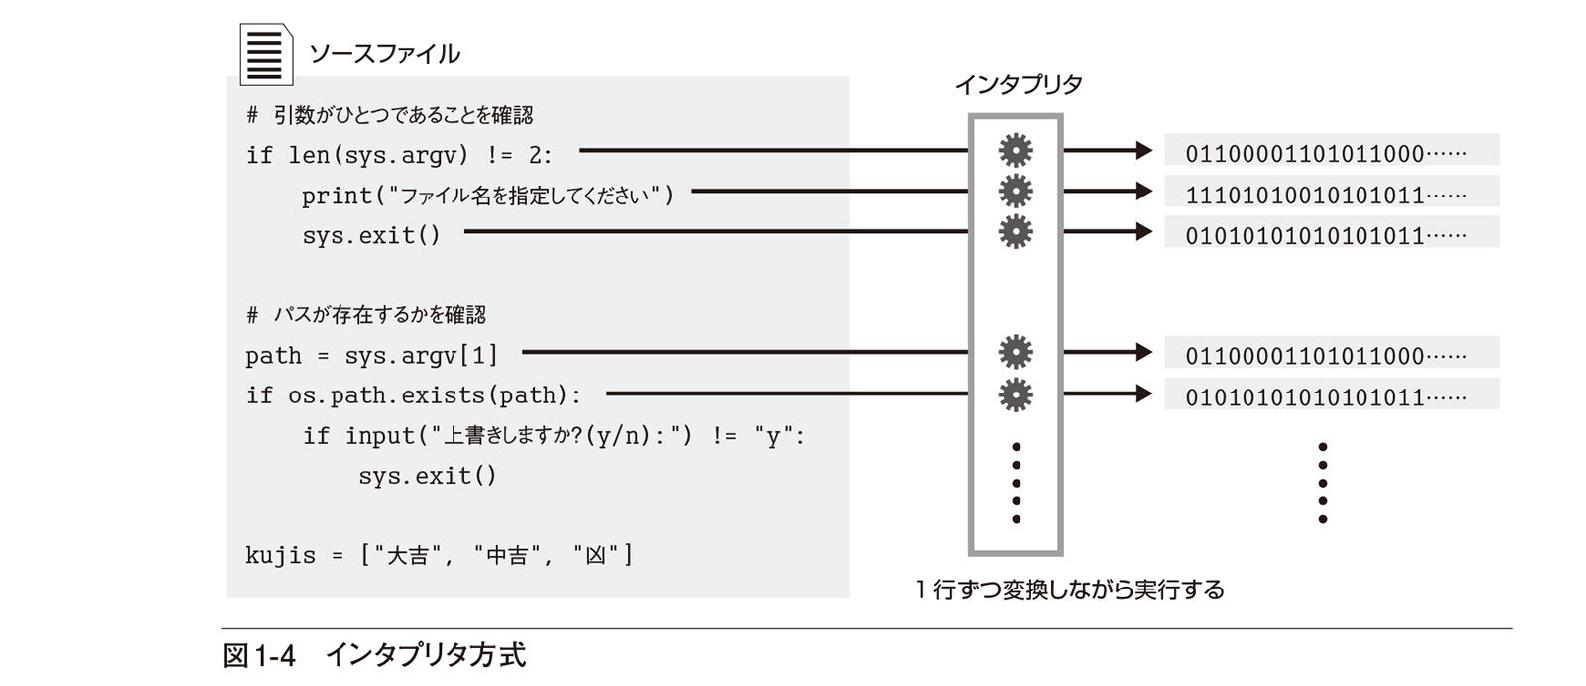 ソースファイル
インタプリタ
# 引数がひとつであることを確認
if len(sys.argv) != 2:
011000011010110​00……
print("ファイル名を指定してください")
11101010010101011……
sys.exit()
01010101010101011……
# パスが存在するかを確認
path = sys.argv[1]
01100001101011000……
if os.path.exists(path):
01010101010101011……
if input("上書きしますか?(y/n):") != "y":
sys.exit()
kujis = ["大吉", "中吉", "凶"]
1行ずつ変換しながら実行する
図1-4 インタプリタ方式